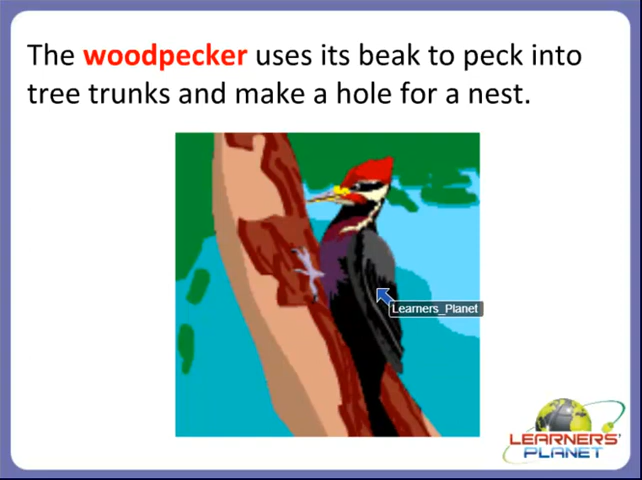 The woodpecker uses its beak to peck into
tree trunks and make a hole for a nest.
Learners_Planet
LEARNERS'
PLANET